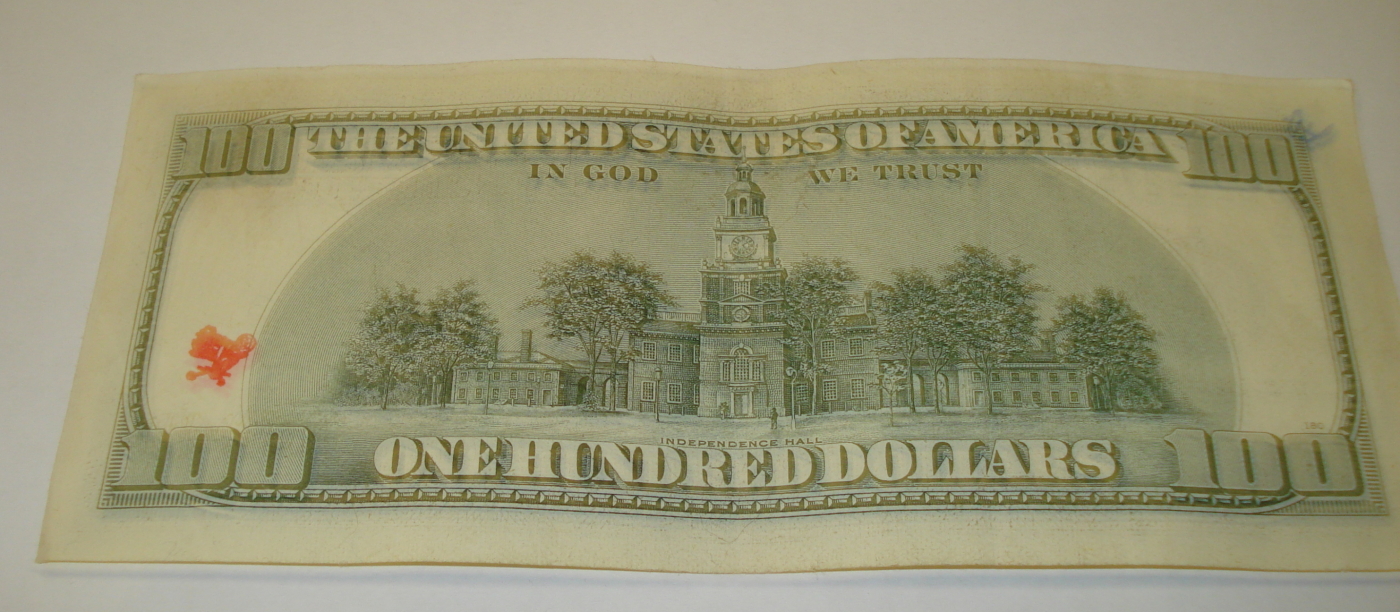 100 THE UNITED STATES OF AMERICA 100
IN GOD WE TRUST
INDEPENDENCE HALL
100 ONE HUNDRED DOLLARS 100